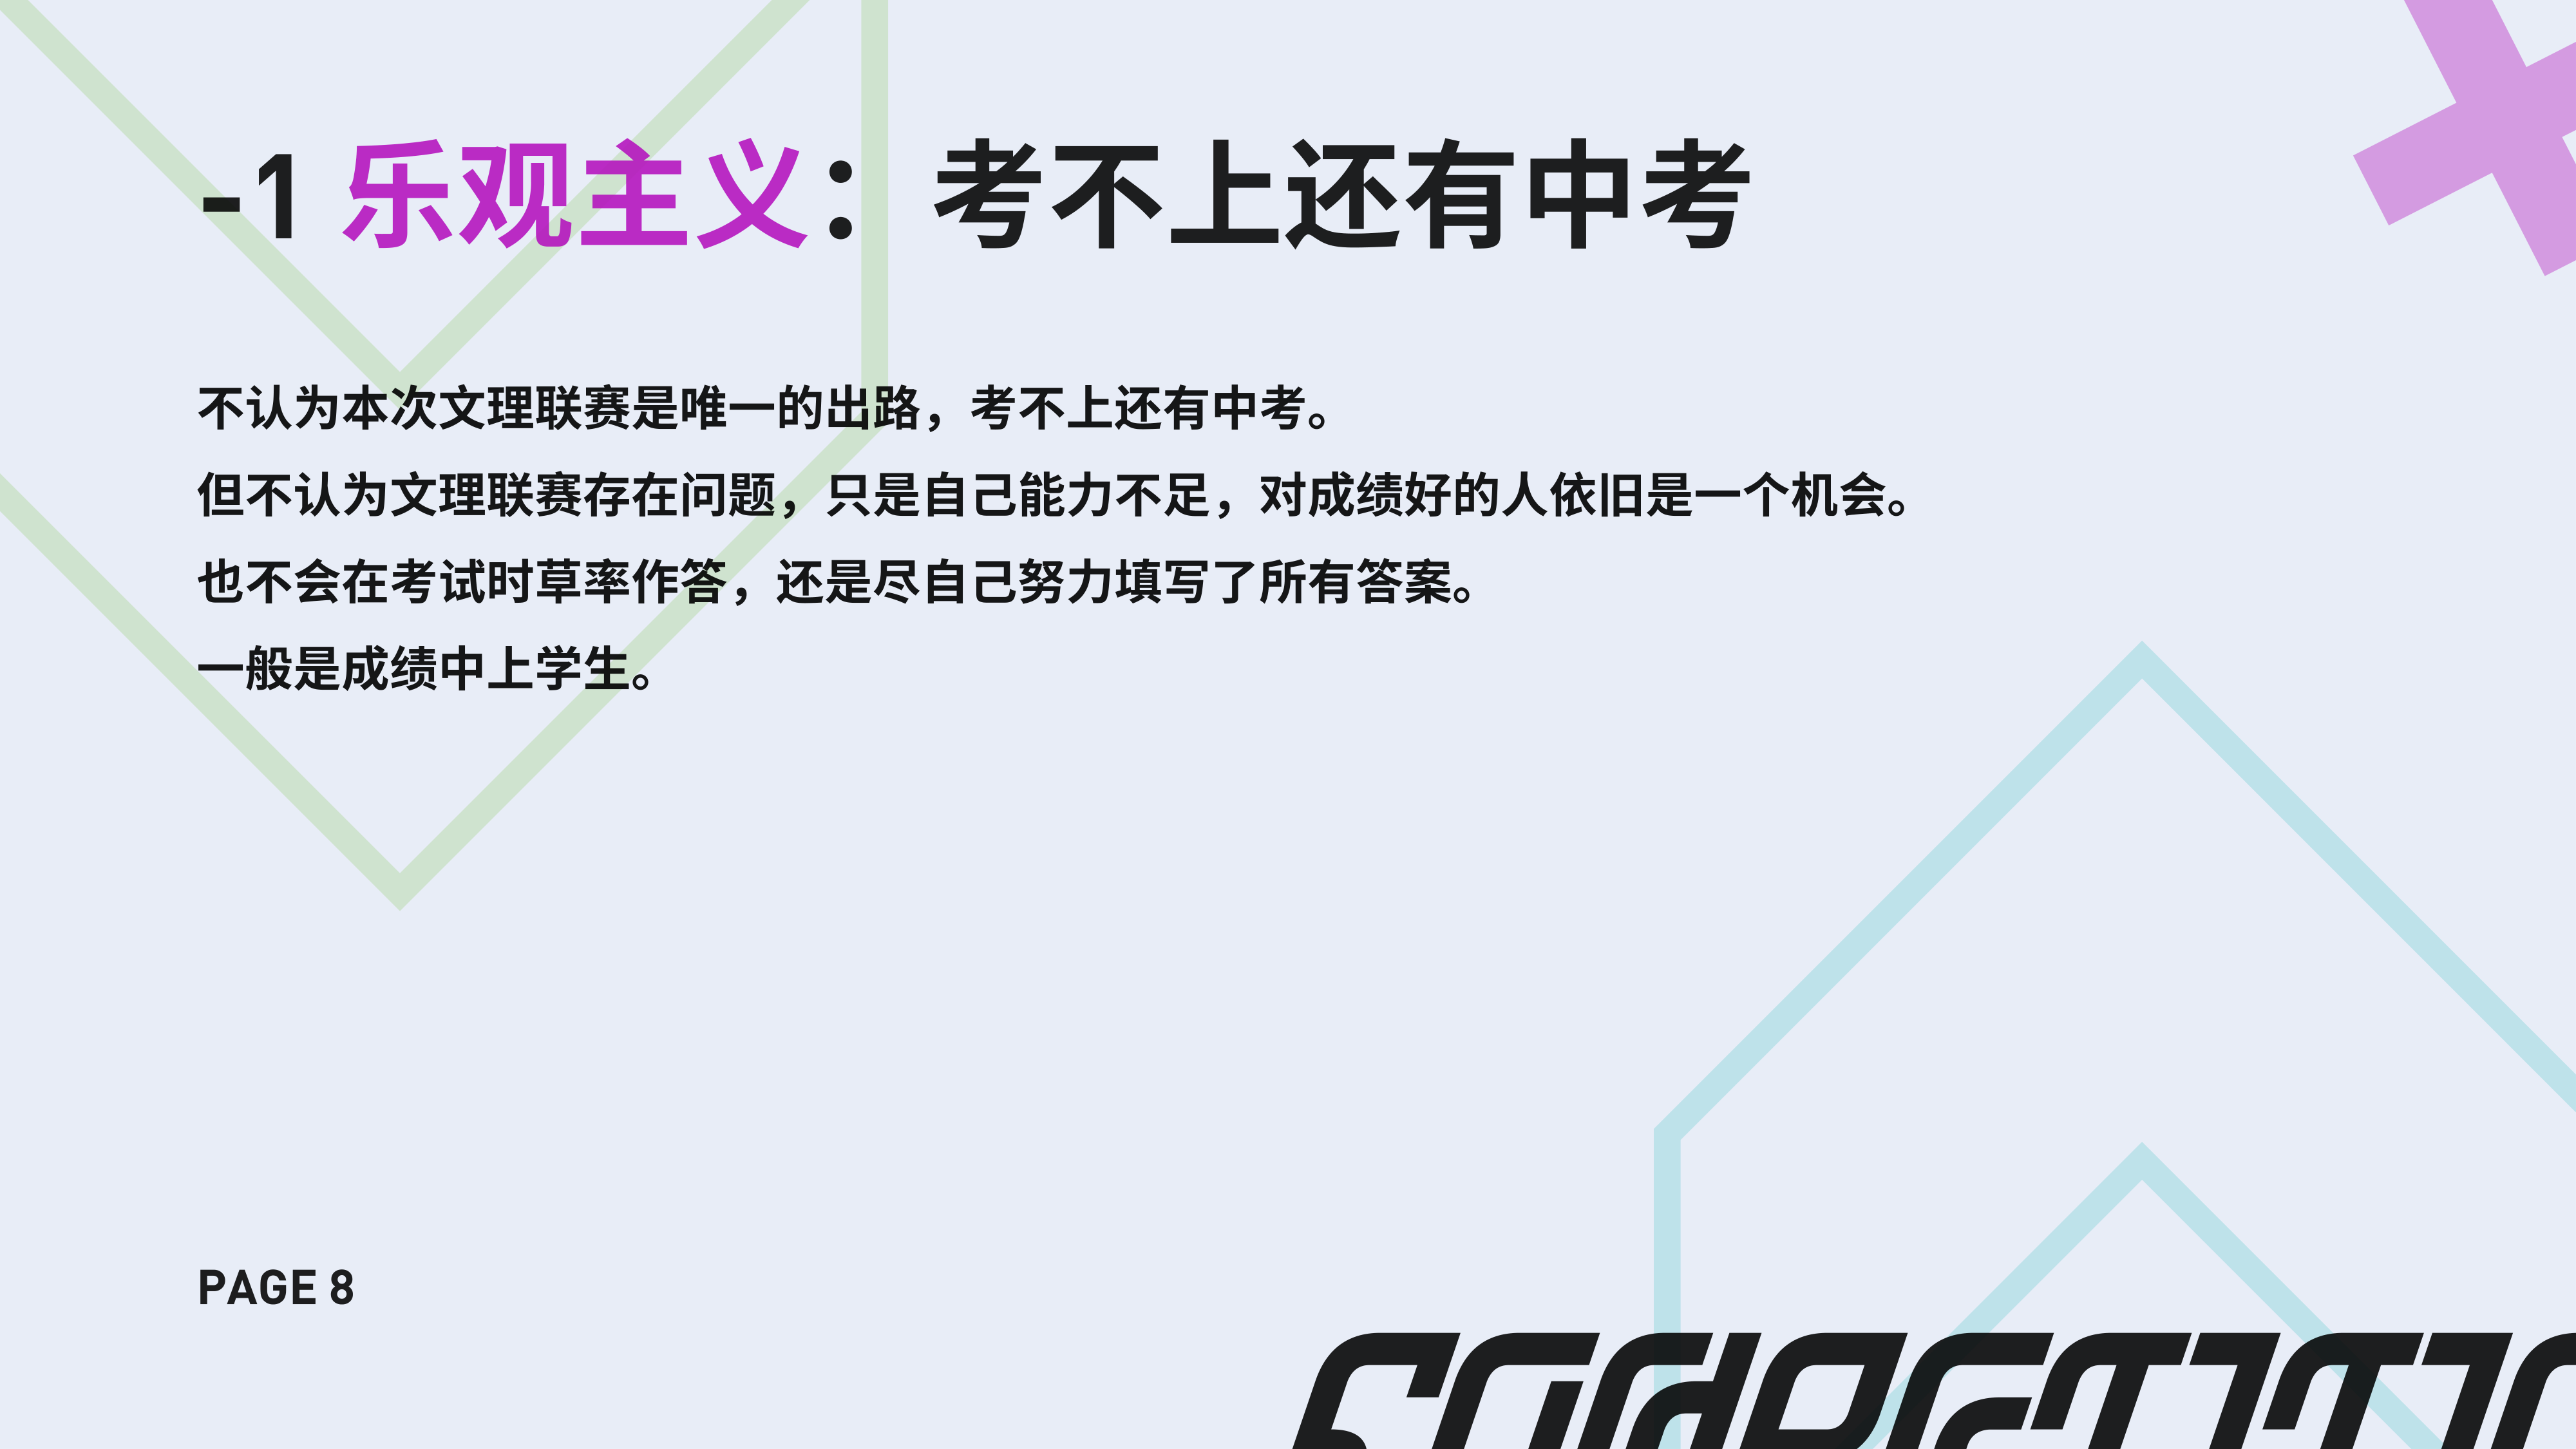 -1 乐观主义：考不上还有中考
不认为本次文理联赛是唯一的出路，考不上还有中考。
但不认为文理联赛存在问题，只是自己能力不足，对成绩好的人依旧是一个机会。
也不会在考试时草率作答，还是尽自己努力填写了所有答案。
一般是成绩中上学生。
PAGE 8